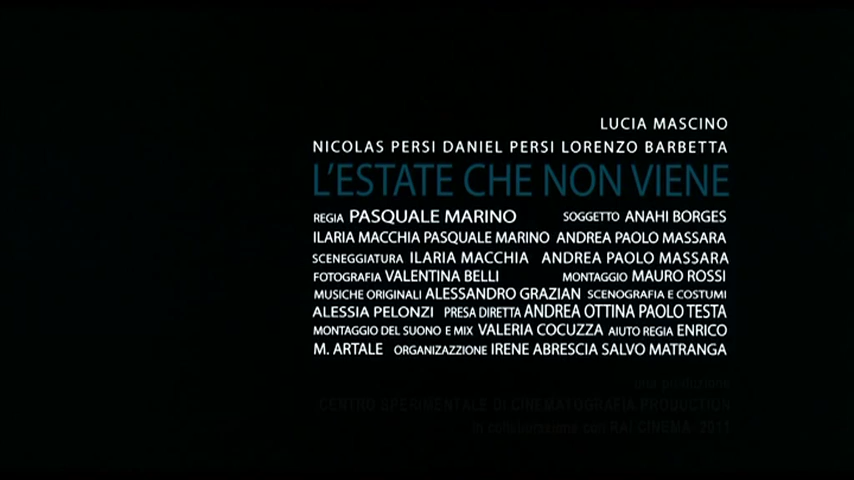 LUCIA MASCINO
NICOLAS PERSI DANIEL PERSI LORENZO BARBETTA
L'ESTATE CHE NON VIENE
REGIA PASQUALE MARINO SOGGETTO ANAHI BORGES
ILARIA MACCHIA PASQUALE MARINO ANDREA PAOLO MASSARA
SCENEGGIATURA ILARIA MACCHIA ANDREA PAOLO MASSARA
FOTOGRAFIA VALENTINA BELLI MONTAGGIO MAURO ROSSI
MUSICHE ORIGINALI ALESSANDRO GRAZIAN SCENOGRAFIA E COSTUMI
ALESSIA PELONZI PRESA DIRETTA ANDREA OTTINA PAOLO TESTA
MONTAGGIO DEL SUONO E MIX VALERIA COCUZZA AIUTO REGIA ENRICO
M. ARTALE ORGANIZAZZIONE IRENE ABRESCIA SALVO MATRANGA
una produzione
CENTRO SPERIMENTALE DI CINEMATOGRAFIA PRODUCTION
in collaborazione con RAI CINEMA 2011